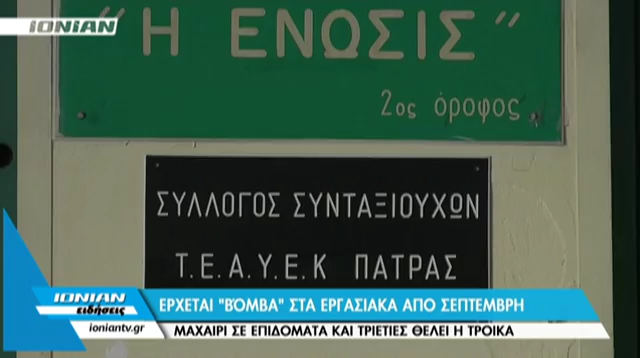 IONIAN
"Η ΕΝΩΣΙΣ"
2ος όροφος
ΣΥΛΛΟΓΟΣ ΣΥΝΤΑΞΙΟΥΧΩΝ
Τ.Ε.Α.Υ.Ε.Κ ΠΑΤΡΑΣ
IONIAN
ειδήσεις
ioniantv.gr
ΕΡΧΕΤΑΙ "ΒΌΜΒΑ" ΣΤΑ ΕΡΓΑΣΙΑΚΑ ΑΠΟ ΣΕΠΤΕΜΒΡΗ
ΜΑΧΑΙΡΙ ΣΕ ΕΠΙΔΟΜΑΤΑ ΚΑΙ ΤΡΙΕΤΙΕΣ ΘΕΛΕΙ Η ΤΡΟΙΚΑ